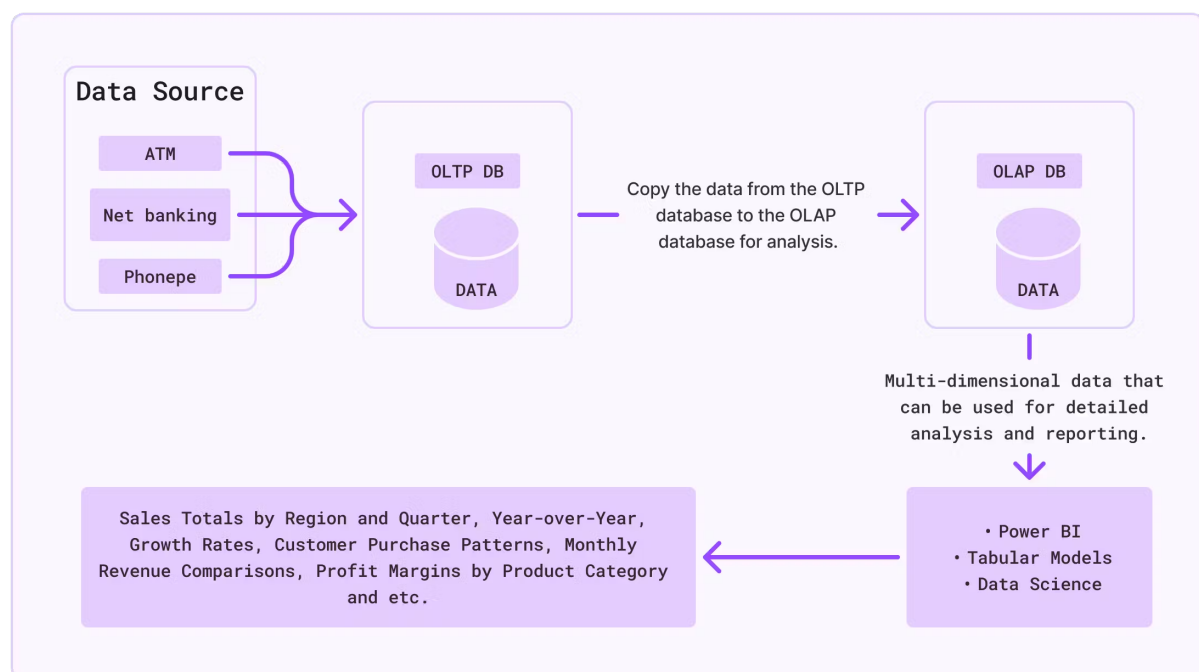 Data Source
ATM
Net banking
Phonepe
OLTP DB
DATA
Copy the data from the OLTP
database to the OLAP
database for analysis.
OLAP DB
DATA
Multi-dimensional data that
can be used for detailed
analysis and reporting.
• Power BI
• Tabular Models
• Data Science
Sales Totals by Region and Quarter, Year-over-Year,
Growth Rates, Customer Purchase Patterns, Monthly
Revenue Comparisons, Profit Margins by Product Category
and etc.